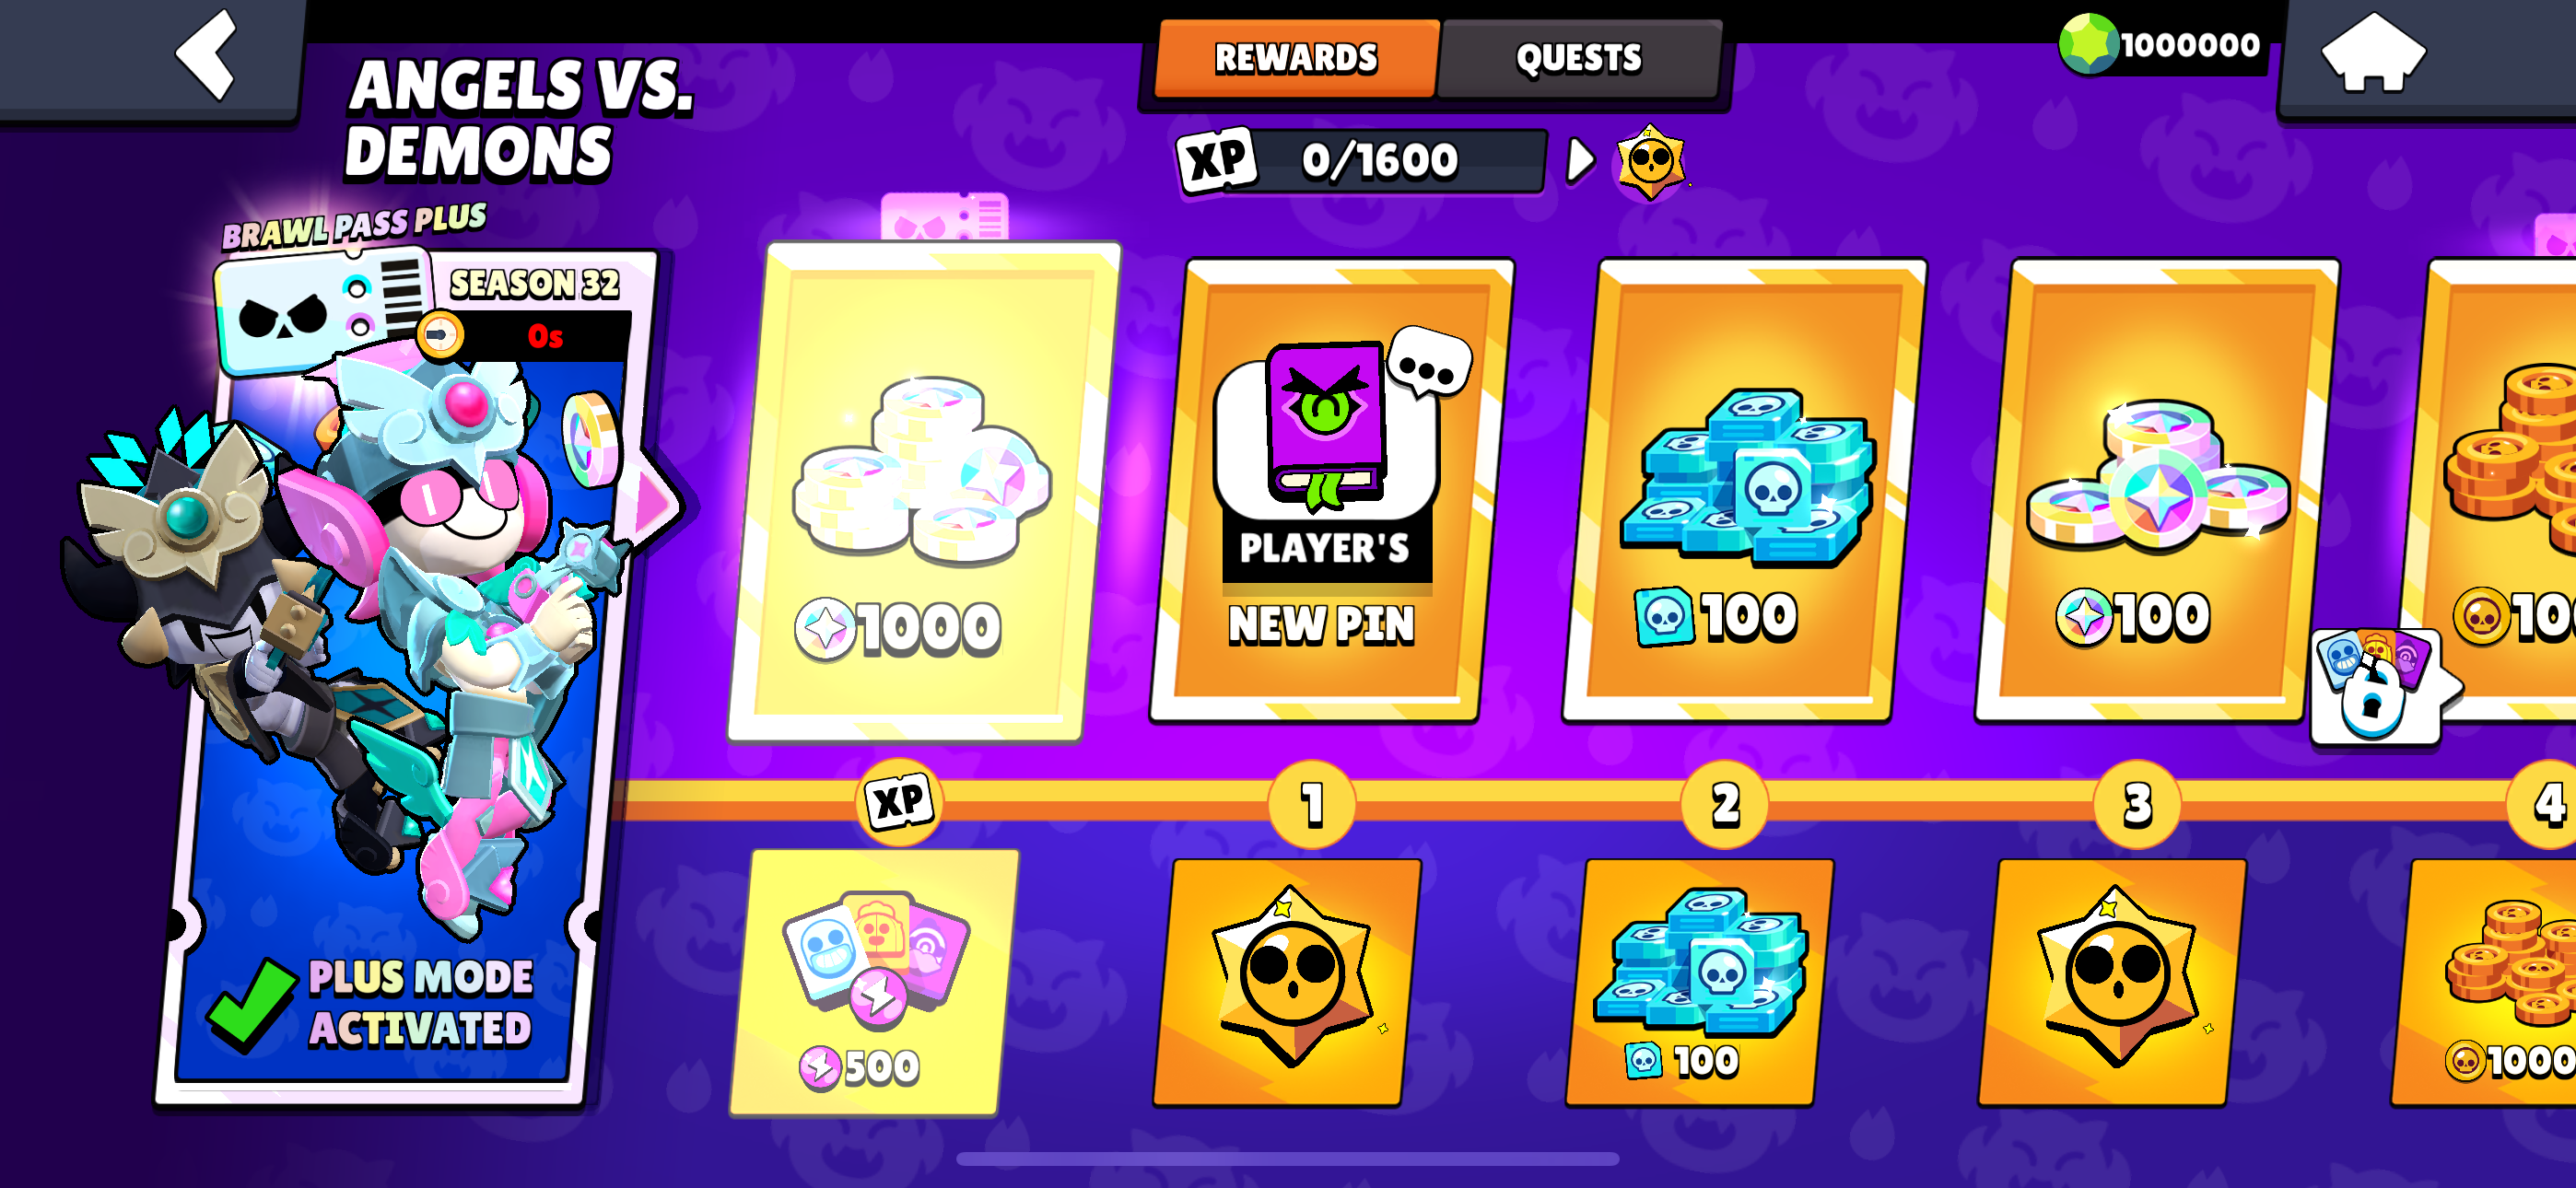 REWARDS
QUESTS
1000000
ANGELS VS.
DEMONS
XP
0/1600
BRAWL PASS PLUS
SEASON 32
0s
PLAYER'S
NEW PIN
1000
100
100
XP
1
2
3
4
PLUS MODE
ACTIVATED
500
100
1000